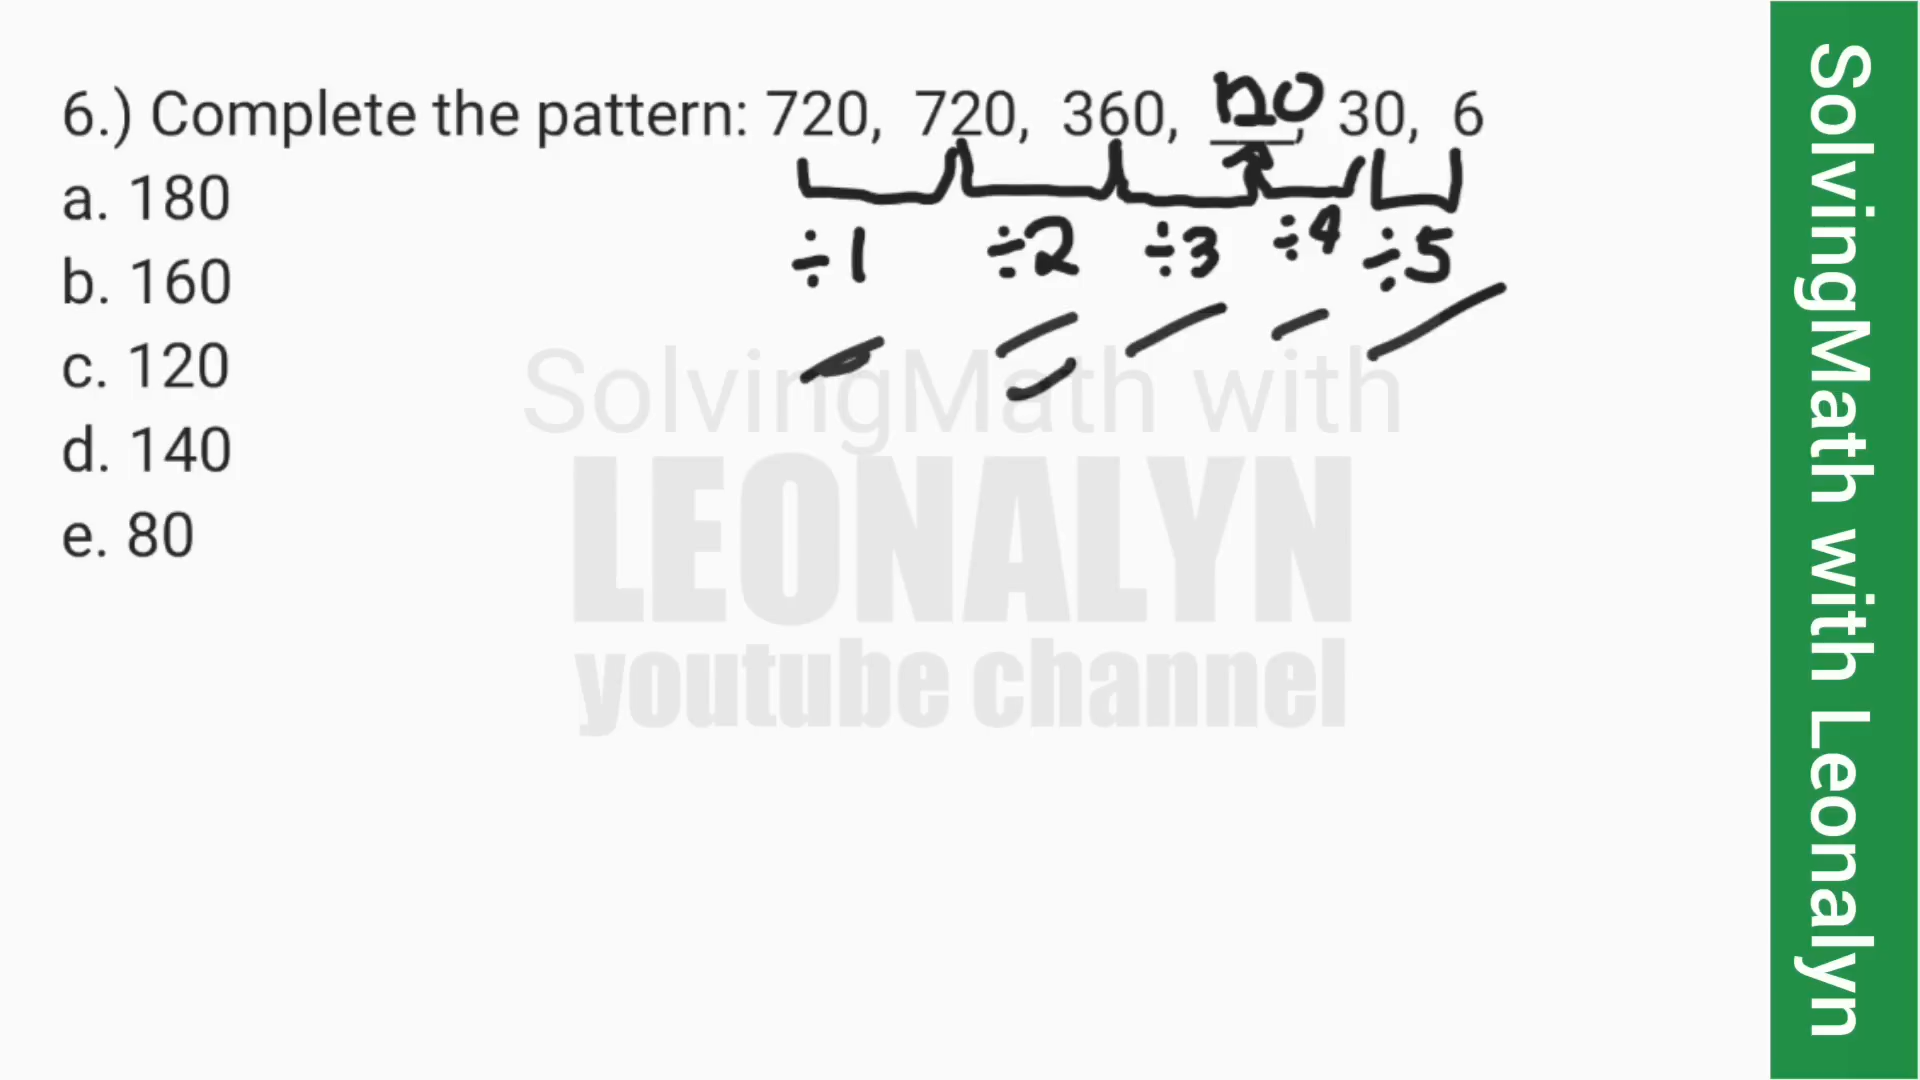 6.) Complete the pattern: 720, 720, 360, 120, 30, 6
÷1 ÷2 ÷3 ÷4 ÷5
a. 180
b. 160
c. 120
d. 140
e. 80
SolvingMath with
LEONALYN
youtube channel
SolvingMath with Leonalyn